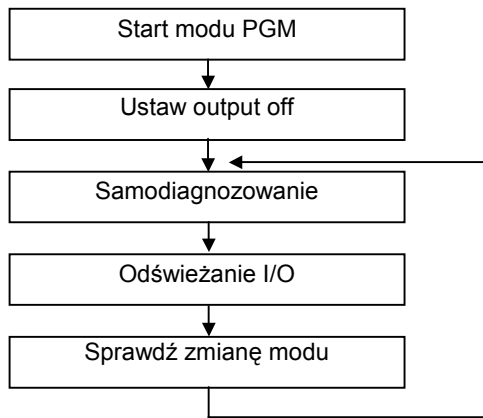 Start modu PGM
Ustaw output off
Samodiagnozowanie
Odświeżanie I/O
Sprawdź zmianę modu